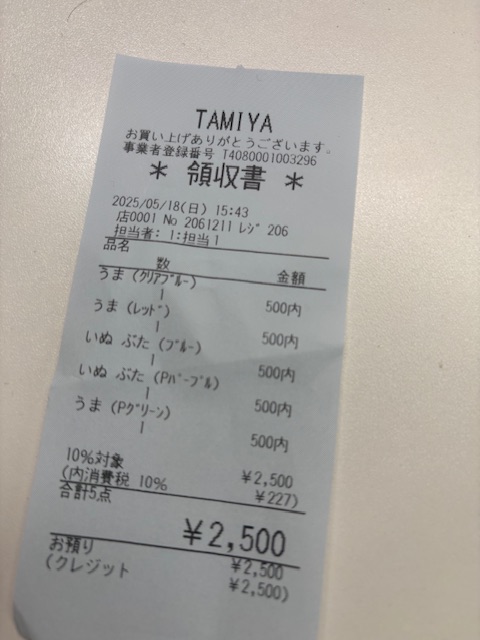 TAMIYA
お買い上げありがとうございます。
事業者登録番号 T4080001003296
* 領収書 *
2025/05/18(日) 15:43
店0001 No 2061211 ﾚｼﾞ 206
担当者: 1:担当1
品名
数 金額
うま (ｸﾘｱﾌﾞﾙｰ)
1 500内
うま (ﾚｯﾄﾞ)
1 500内
いぬ ぶた (ﾌﾞﾙｰ)
1 500内
いぬ ぶた (Pﾊﾟｰﾌﾟﾙ)
1 500内
うま (Pｸﾞﾘｰﾝ)
1 500内
10%対象 ¥2,500
(内消費税 10% ¥227)
合計5点
¥2,500
お預り ¥2,500
(クレジット ¥2,500)